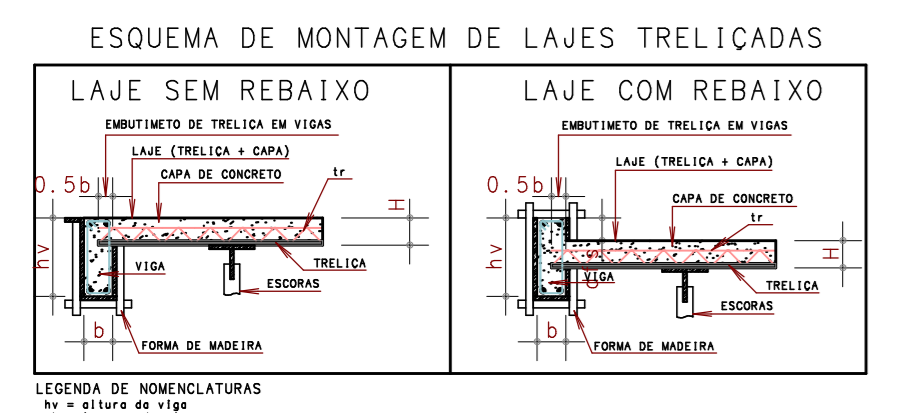 ESQUEMA DE MONTAGEM DE LAJES TRELIÇADAS
LAJE SEM REBAIXO
EMBUTIMETO DE TRELIÇA EM VIGAS
LAJE (TRELIÇA + CAPA)
CAPA DE CONCRETO
tr
0.5b
H
hv
VIGA
TRELIÇA
ESCORAS
b
FORMA DE MADEIRA
LAJE COM REBAIXO
EMBUTIMETO DE TRELIÇA EM VIGAS
LAJE (TRELIÇA + CAPA)
0.5b
CAPA DE CONCRETO
tr
hv
H
VIGA
TRELIÇA
ESCORAS
b
FORMA DE MADEIRA
LEGENDA DE NOMENCLATURAS
hv = altura da viga